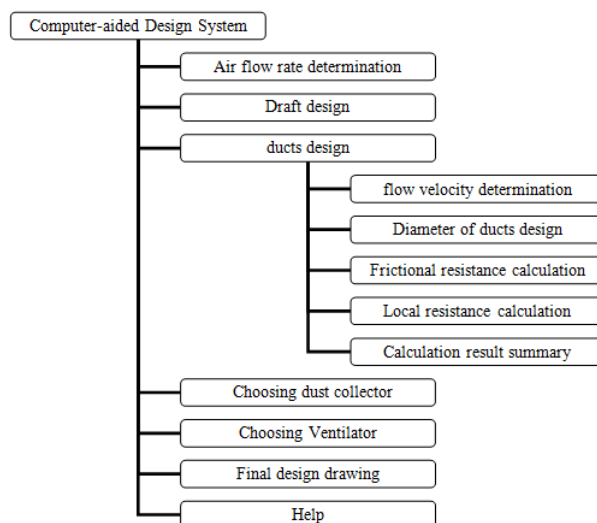 Computer-aided Design System
Air flow rate determination
Draft design
ducts design
flow velocity determination
Diameter of ducts design
Frictional resistance calculation
Local resistance calculation
Calculation result summary
Choosing dust collector
Choosing Ventilator
Final design drawing
Help